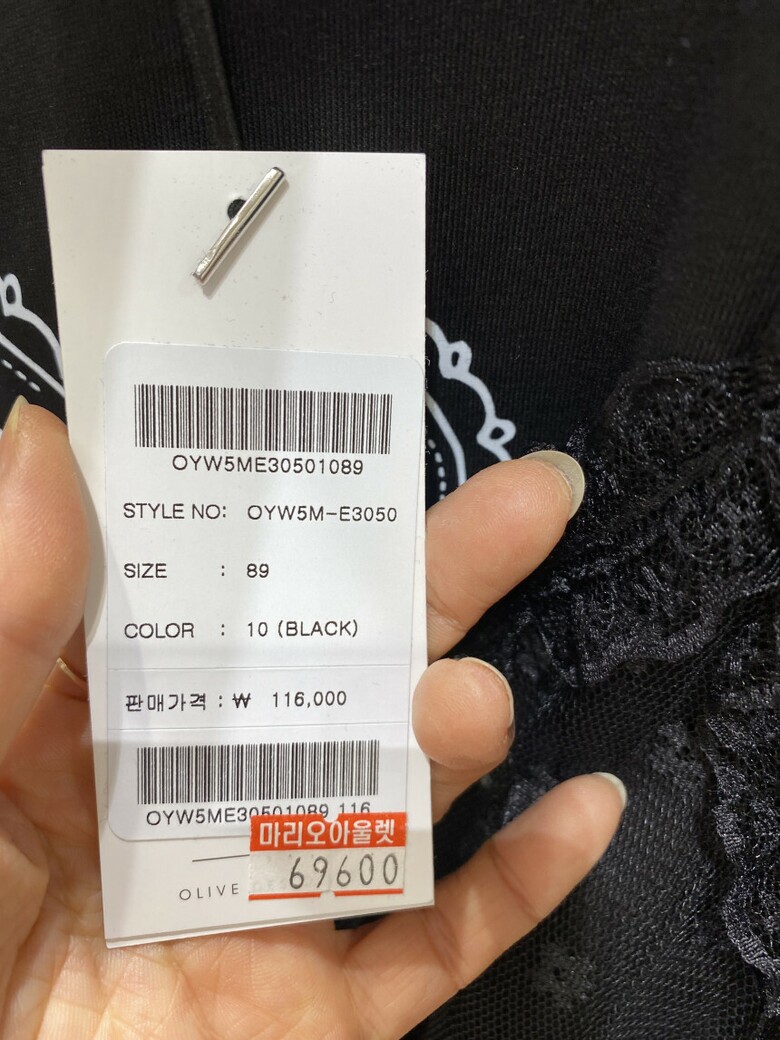 OYW5ME30501089
STYLE NO: OYW5M-E3050
SIZE : 89
COLOR : 10 (BLACK)
판매가격 : ₩ 116,000
OYW5ME30501089 116
마리오아울렛
69600
OLIVE